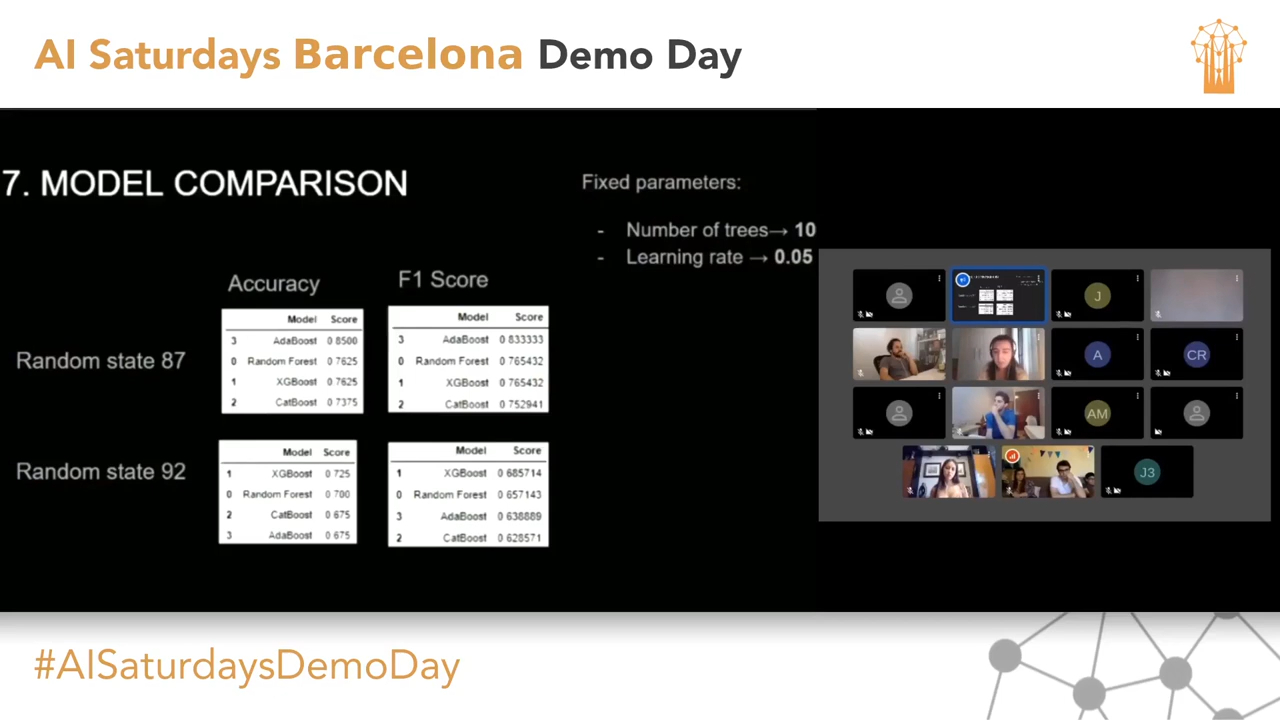 AI Saturdays Barcelona Demo Day
7. MODEL COMPARISON
Fixed parameters:
- Number of trees→ 10
- Learning rate → 0.05
Accuracy
F1 Score
Random state 87
Model Score
3 AdaBoost 0.8500
0 Random Forest 0.7625
1 XGBoost 0.7625
2 CatBoost 0.7375
Model Score
3 AdaBoost 0.833333
0 Random Forest 0.765432
1 XGBoost 0.765432
2 CatBoost 0.752941
Random state 92
Model Score
1 XGBoost 0.725
0 Random Forest 0.700
2 CatBoost 0.675
3 AdaBoost 0.675
Model Score
1 XGBoost 0.685714
0 Random Forest 0.657143
3 AdaBoost 0.638889
2 CatBoost 0.628571
J
A
CR
AM
J3
#AISaturdaysDemoDay